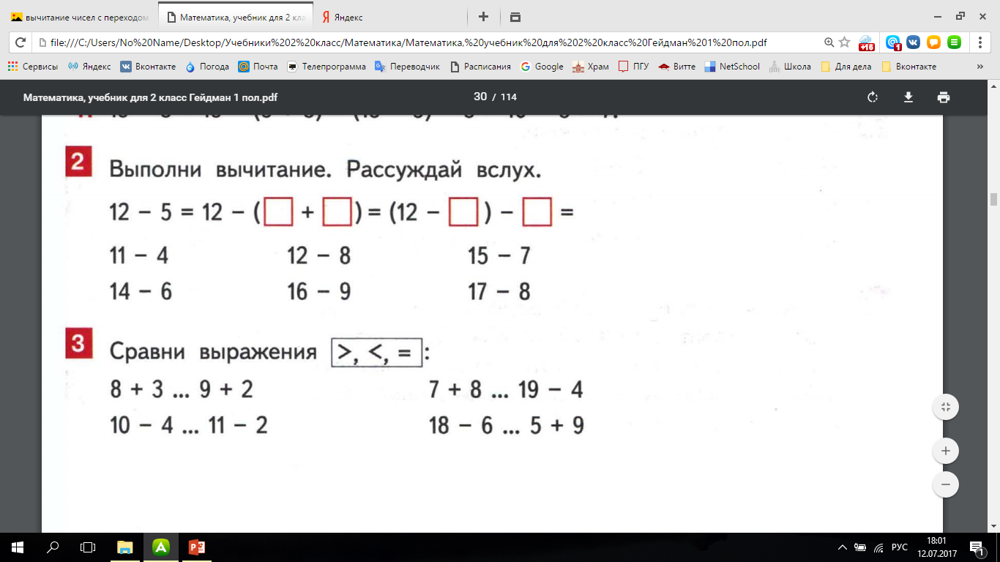 вычитание чисел с переходом
Математика, учебник для 2 кла
Яндекс
file:///C:/Users/No%20Name/Desktop/Учебники%202%20класс/Математика/Математика,%20учебник%20для%202%20класс%20Гейдман%201%20пол.pdf
+16
1
Сервисы Яндекс Вконтакте Погода Почта Телепрограмма Переводчик Расписания Google Храм ПГУ Витте NetSchool Школа Для дела Вконтакте »
Математика, учебник для 2 класс Гейдман 1 пол.pdf 30 / 114
2 Выполни вычитание. Рассуждай вслух.
12 − 5 = 12 − (□ + □) = (12 − □) − □ =
11 − 4 12 − 8 15 − 7
14 − 6 16 − 9 17 − 8
3 Сравни выражения >, <, = :
8 + 3 ... 9 + 2 7 + 8 ... 19 − 4
10 − 4 ... 11 − 2 18 − 6 ... 5 + 9
РУС
18:01
12.07.2017
1